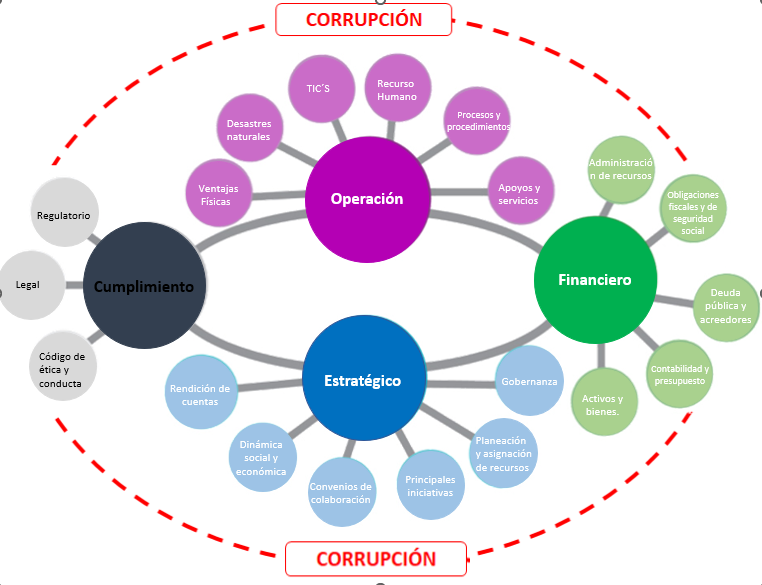 CORRUPCIÓN
TIC´S
Recurso
Humano
Desastres
naturales
Procesos y
procedimientos
Ventajas
Físicas
Operación
Apoyos y
servicios
Administració
n de recursos
Obligaciones
fiscales y de
seguridad
social
Regulatorio
Legal
Código de
ética y
conducta
Cumplimiento
Financiero
Deuda
pública y
acreedores
Contabilidad y
presupuesto
Activos y
bienes.
Estratégico
Rendición de
cuentas
Dinámica
social y
económica
Convenios de
colaboración
Principales
iniciativas
Planeación
y asignación
de recursos
Gobernanza
CORRUPCIÓN